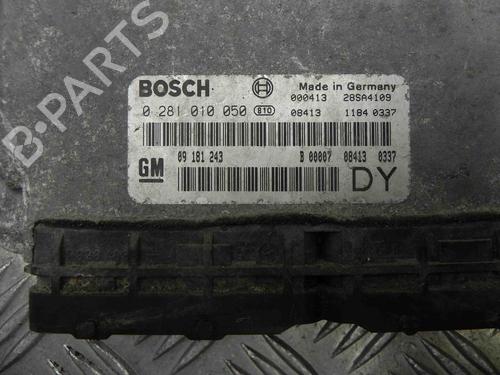 B-PARTS
BOSCH
Made in Germany
000413 28SA4109
0 281 010 050 810 08413 1184 0337
GM 09 181 243 B 00007 08413 0337
DY